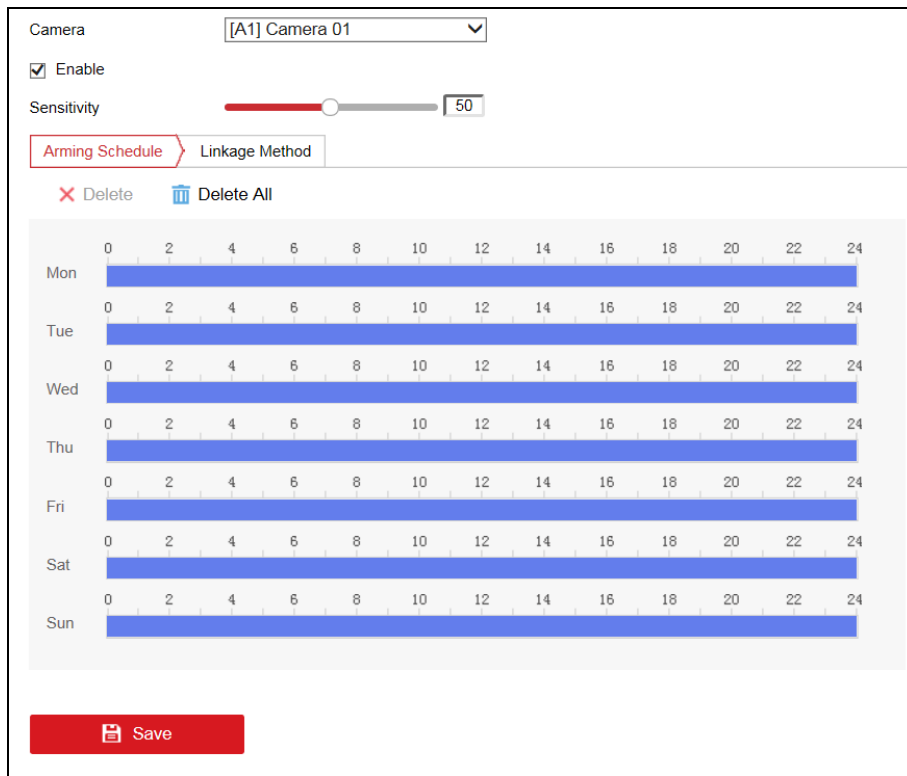 Camera [A1] Camera 01
Enable
Sensitivity 50
Arming Schedule Linkage Method
Delete Delete All
0 2 4 6 8 10 12 14 16 18 20 22 24
Mon
0 2 4 6 8 10 12 14 16 18 20 22 24
Tue
0 2 4 6 8 10 12 14 16 18 20 22 24
Wed
0 2 4 6 8 10 12 14 16 18 20 22 24
Thu
0 2 4 6 8 10 12 14 16 18 20 22 24
Fri
0 2 4 6 8 10 12 14 16 18 20 22 24
Sat
0 2 4 6 8 10 12 14 16 18 20 22 24
Sun
Save